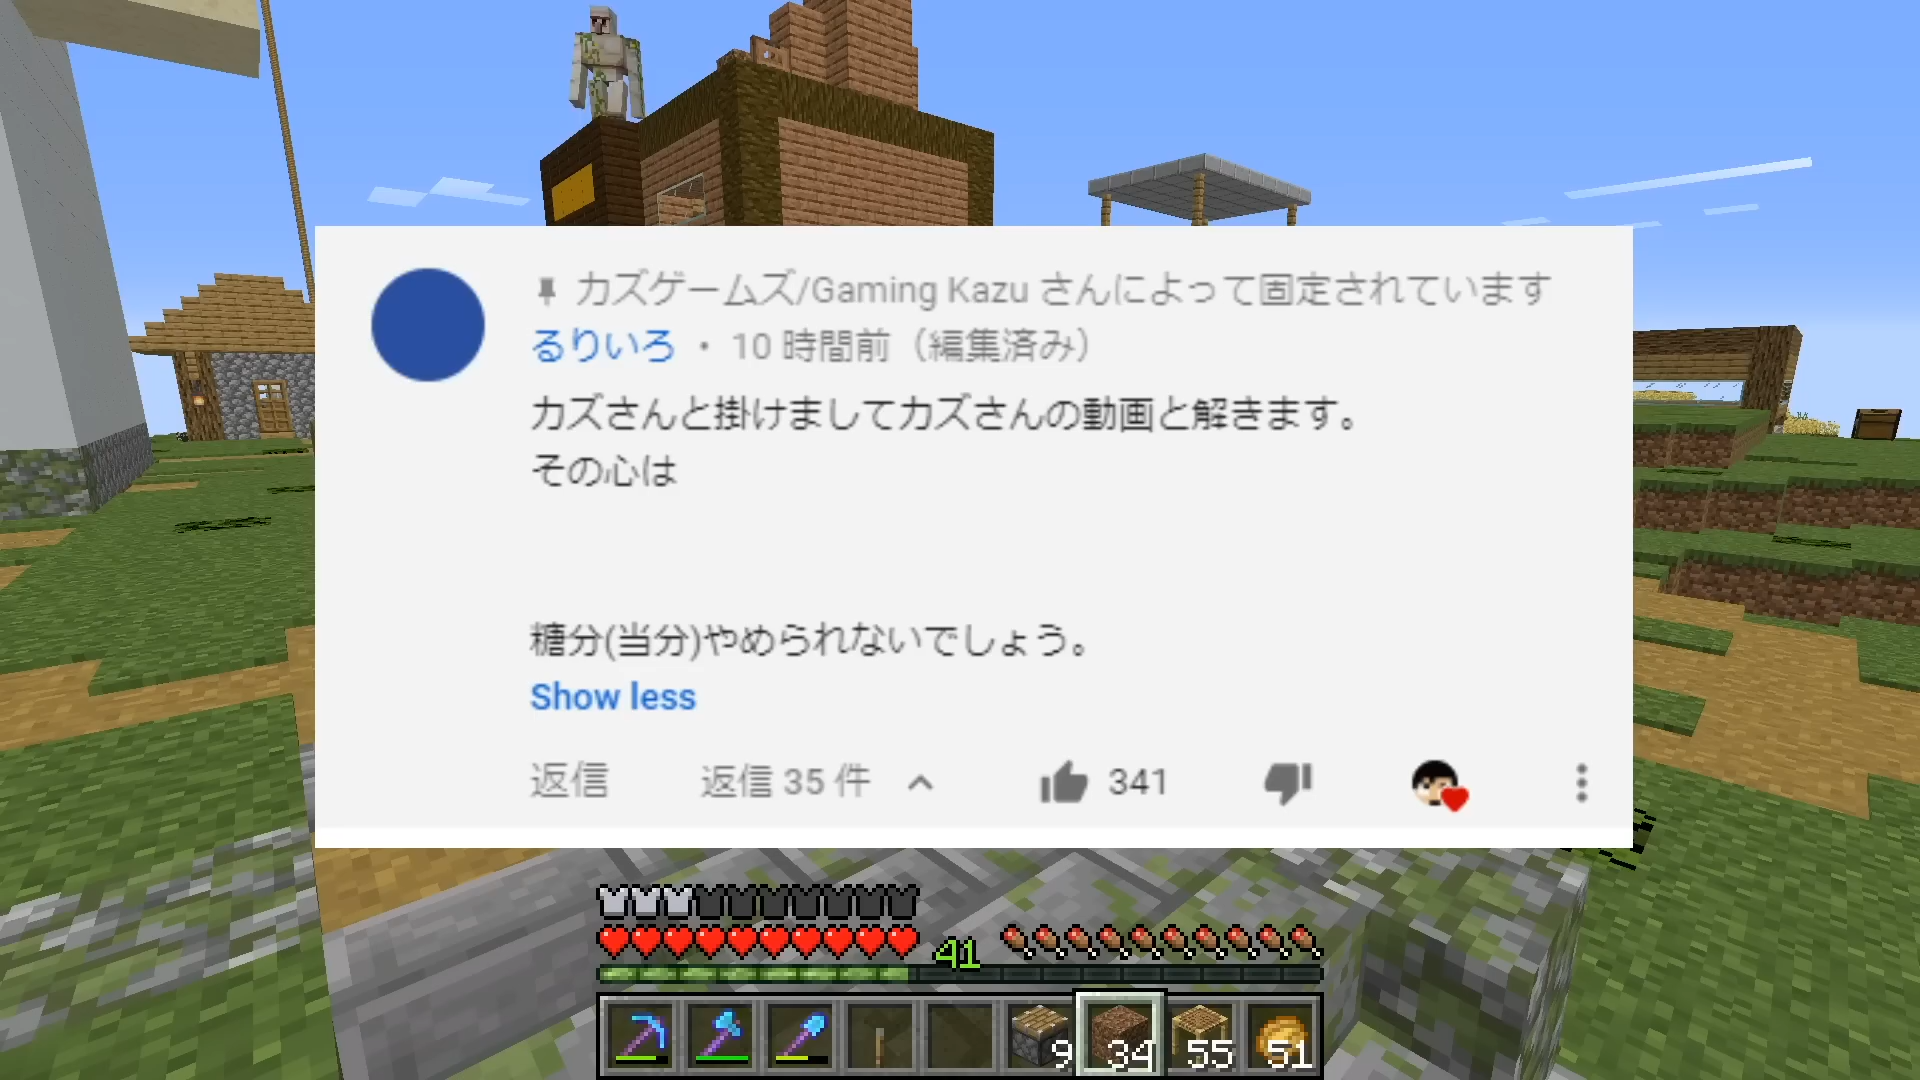 カズゲームズ/Gaming Kazu さんによって固定されています
るりいろ・10 時間前（編集済み）
カズさんと掛けましてカズさんの動画と解きます。
その心は
糖分(当分)やめられないでしょう。
Show less
返信 返信 35 件 341
41
9 34 55 51